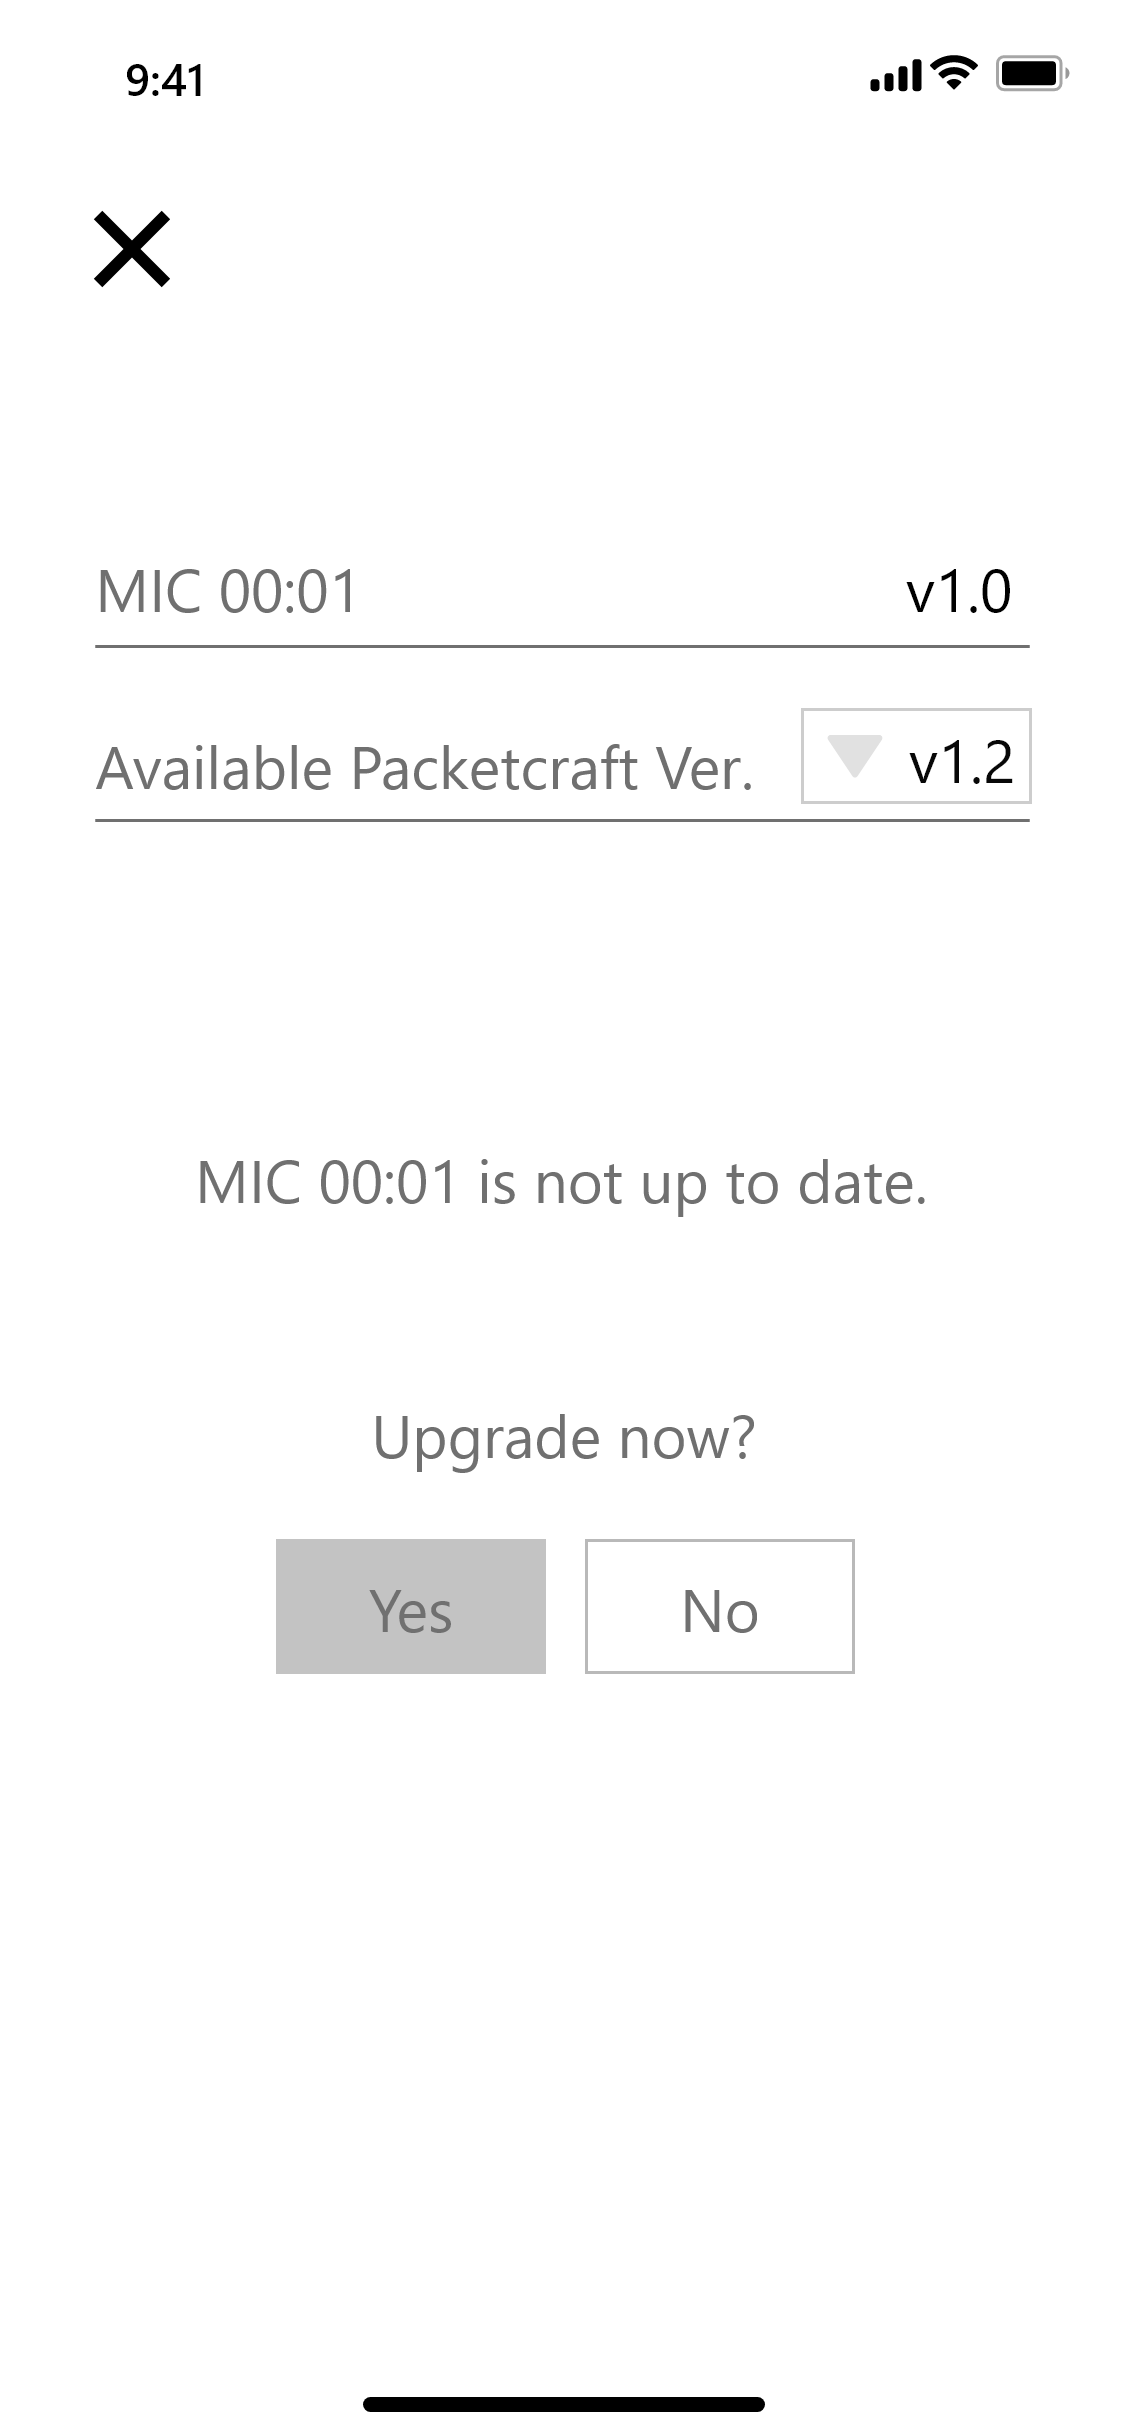 9:41
MIC 00:01 v1.0
Available Packetcraft Ver. v1.2
MIC 00:01 is not up to date.
Upgrade now?
Yes No